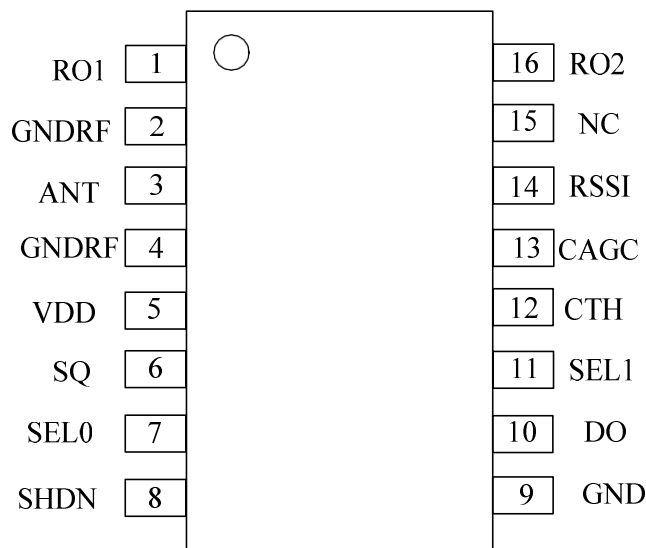 RO1 1 16 RO2
GNDRF 2 15 NC
ANT 3 14 RSSI
GNDRF 4 13 CAGC
VDD 5 12 CTH
SQ 6 11 SEL1
SEL0 7 10 DO
SHDN 8 9 GND